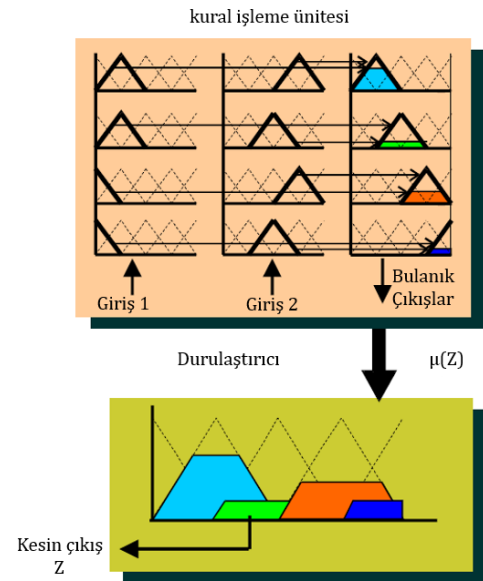 kural işleme ünitesi
Giriş 1
Giriş 2
Bulanık
Çıkışlar
Durulaştırıcı
μ(Z)
Kesin çıkış
Z